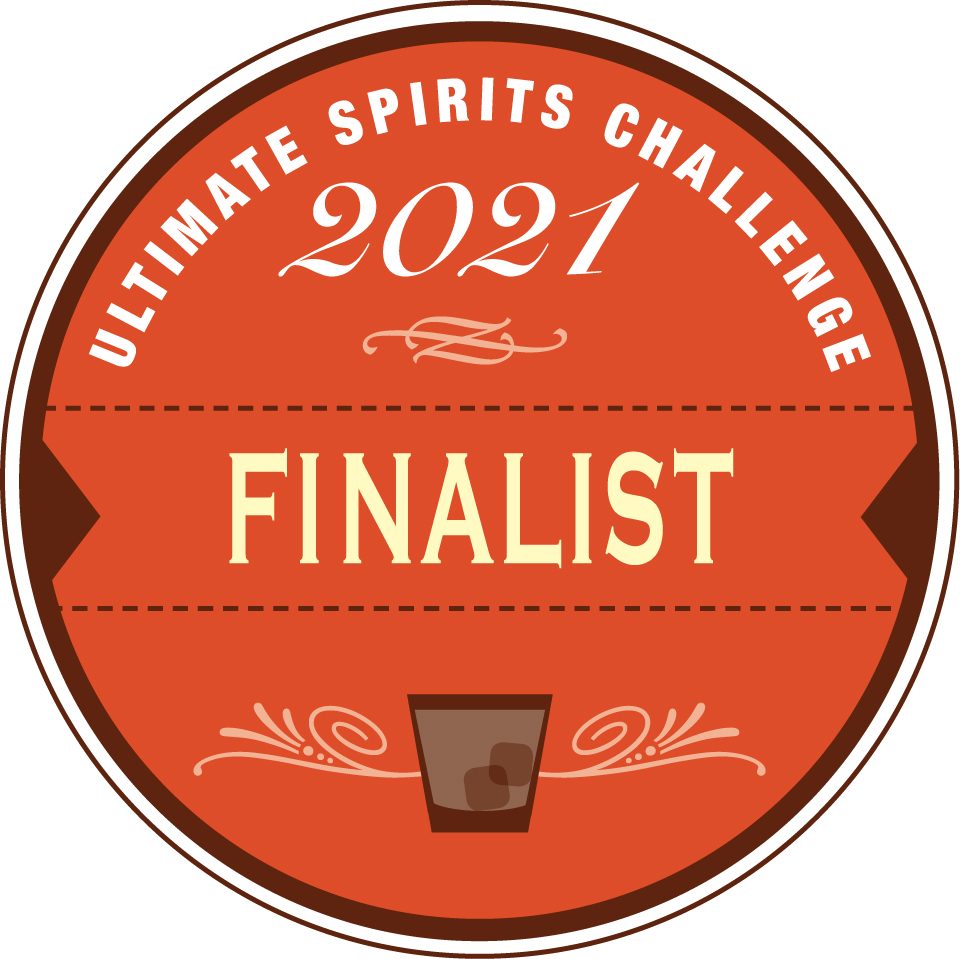 ULTIMATE SPIRITS CHALLENGE
2021
FINALIST